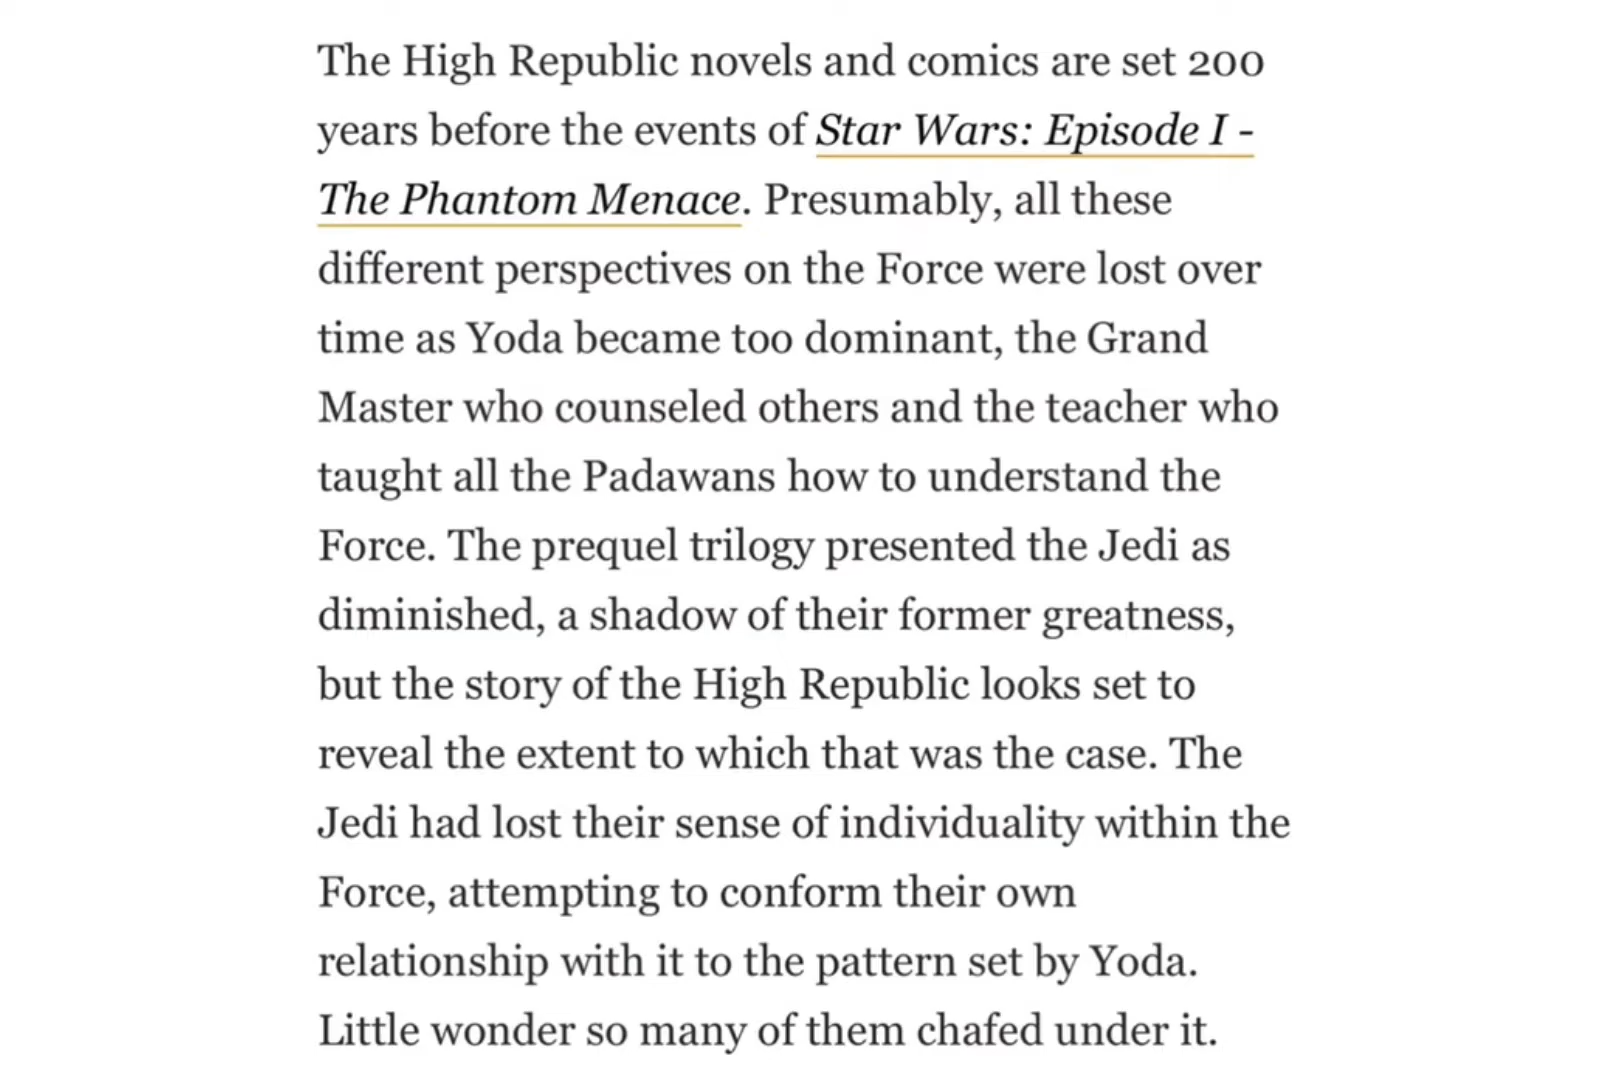 The High Republic novels and comics are set 200
years before the events of Star Wars: Episode I -
The Phantom Menace. Presumably, all these
different perspectives on the Force were lost over
time as Yoda became too dominant, the Grand
Master who counseled others and the teacher who
taught all the Padawans how to understand the
Force. The prequel trilogy presented the Jedi as
diminished, a shadow of their former greatness,
but the story of the High Republic looks set to
reveal the extent to which that was the case. The
Jedi had lost their sense of individuality within the
Force, attempting to conform their own
relationship with it to the pattern set by Yoda.
Little wonder so many of them chafed under it.